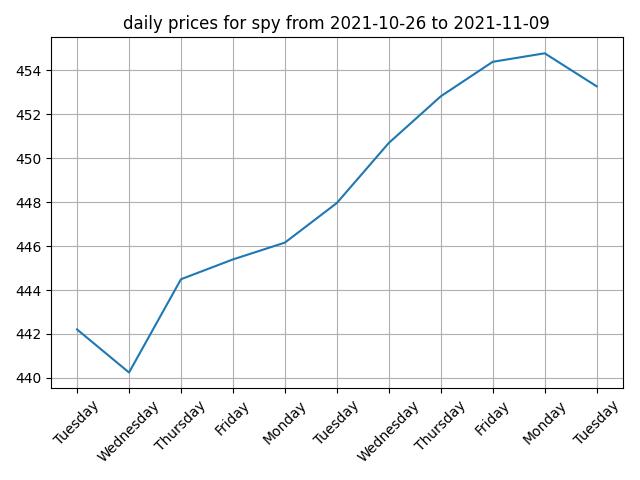 daily prices for spy from 2021-10-26 to 2021-11-09
454
452
450
448
446
444
442
440
Tuesday
Wednesday
Thursday
Friday
Monday
Tuesday
Wednesday
Thursday
Friday
Monday
Tuesday